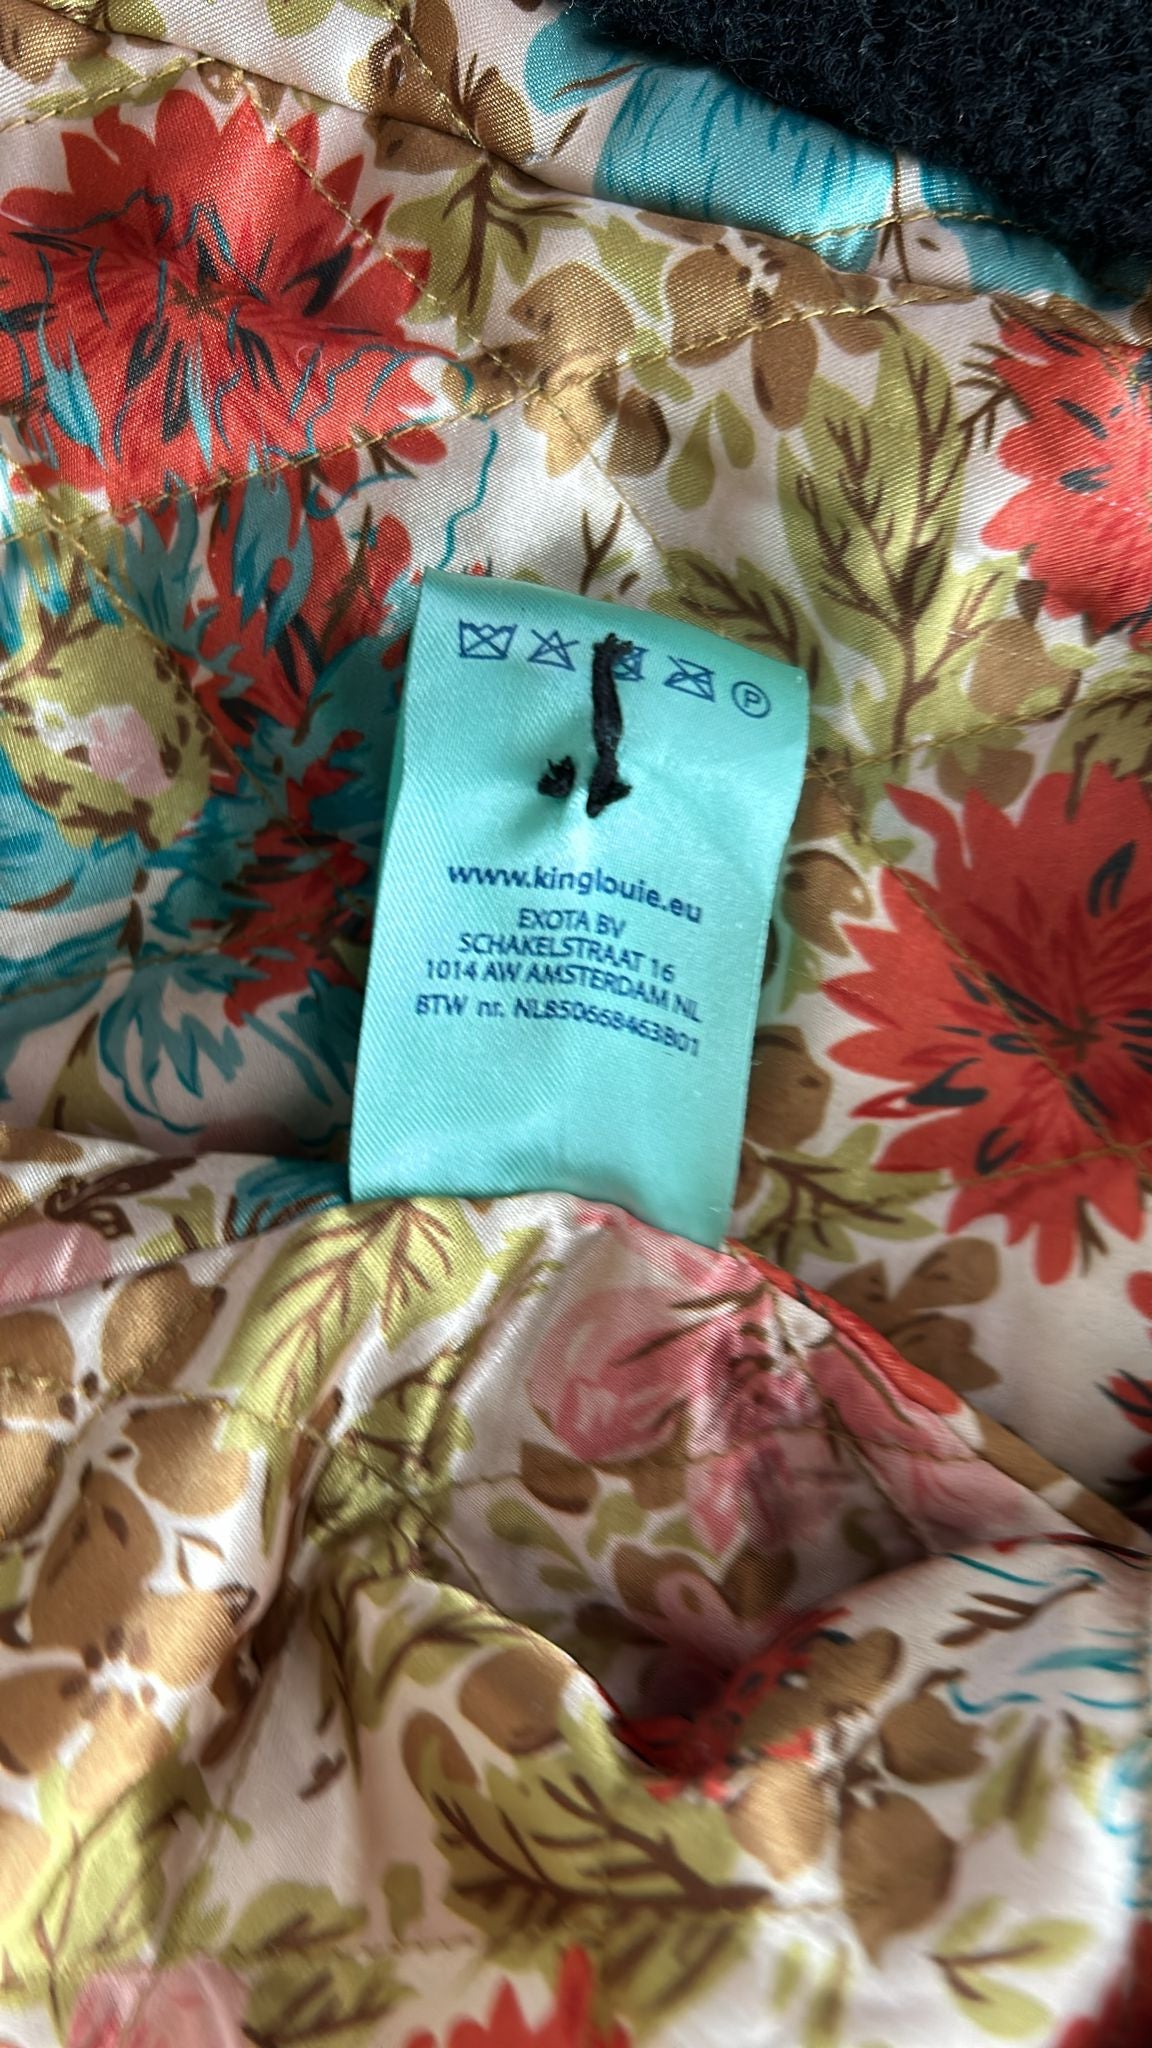 P
www.kinglouie.eu
EXOTA BV
SCHAKELSTRAAT 16
1014 AW AMSTERDAM NL
BTW nr. NL850668463B01